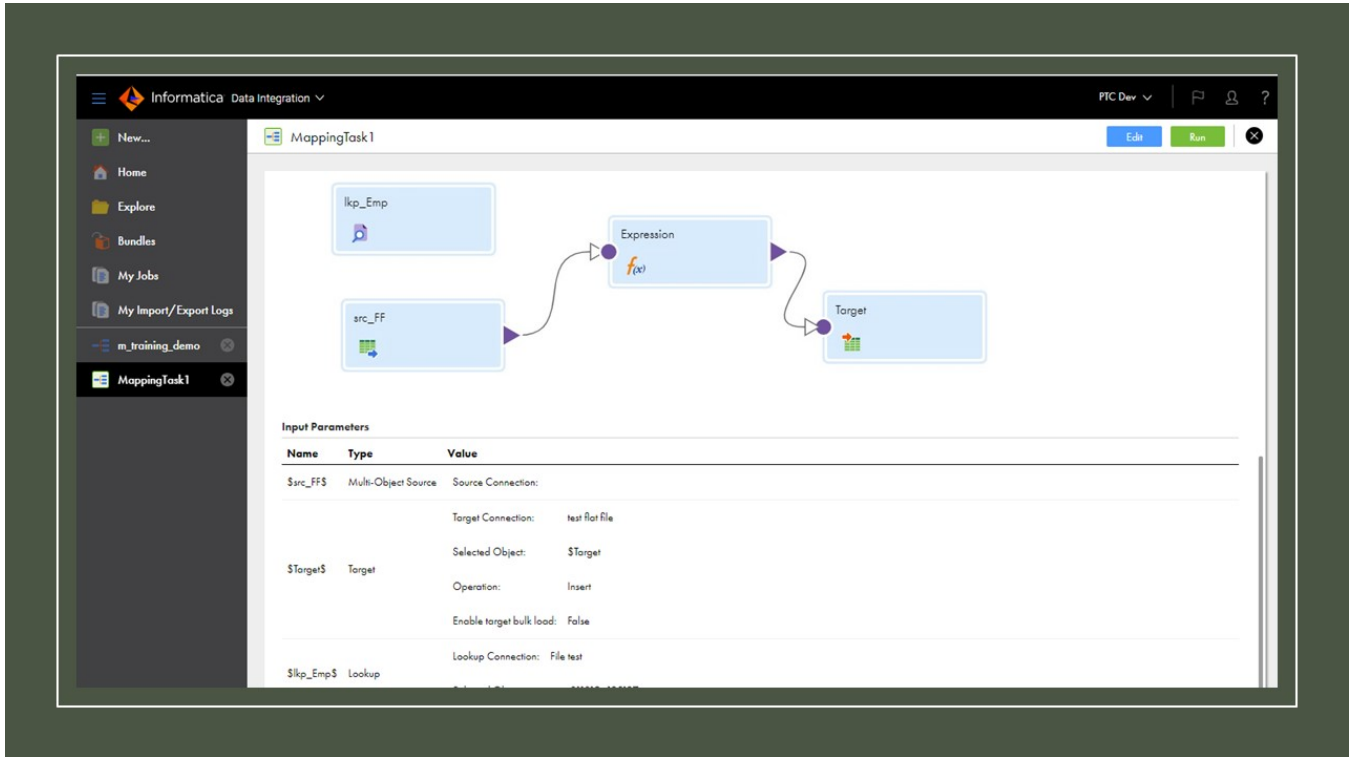 Informatica Data Integration
PTC Dev
?
New...
MappingTask1
Edit
Run
Home
Explore
Bundles
My Jobs
My Import/Export Logs
m_training_demo
MappingTask1
lkp_Emp
Expression
f(x)
src_FF
Target
Input Parameters
Name Type Value
$src_FF$ Multi-Object Source Source Connection:
Target Connection: test flat file
Selected Object: $Target
$Target$ Target
Operation: Insert
Enable target bulk load: False
Lookup Connection: File test
$lkp_Emp$ Lookup